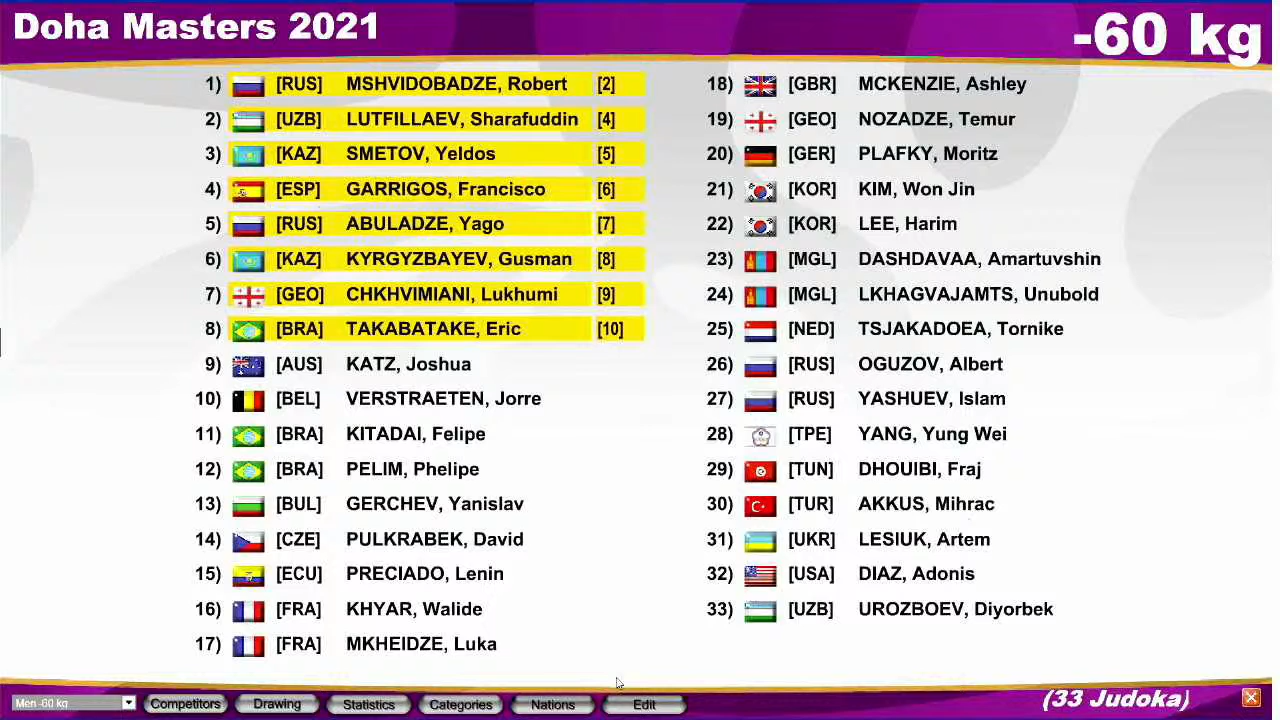 Doha Masters 2021
-60 kg
1) [RUS] MSHVIDOBADZE, Robert [2]
2) [UZB] LUTFILLAEV, Sharafuddin [4]
3) [KAZ] SMETOV, Yeldos [5]
4) [ESP] GARRIGOS, Francisco [6]
5) [RUS] ABULADZE, Yago [7]
6) [KAZ] KYRGYZBAYEV, Gusman [8]
7) [GEO] CHKHVIMIANI, Lukhumi [9]
8) [BRA] TAKABATAKE, Eric [10]
9) [AUS] KATZ, Joshua
10) [BEL] VERSTRAETEN, Jorre
11) [BRA] KITADAI, Felipe
12) [BRA] PELIM, Phelipe
13) [BUL] GERCHEV, Yanislav
14) [CZE] PULKRABEK, David
15) [ECU] PRECIADO, Lenin
16) [FRA] KHYAR, Walide
17) [FRA] MKHEIDZE, Luka
18) [GBR] MCKENZIE, Ashley
19) [GEO] NOZADZE, Temur
20) [GER] PLAFKY, Moritz
21) [KOR] KIM, Won Jin
22) [KOR] LEE, Harim
23) [MGL] DASHDAVAA, Amartuvshin
24) [MGL] LKHAGVAJAMTS, Unubold
25) [NED] TSJAKADOEA, Tornike
26) [RUS] OGUZOV, Albert
27) [RUS] YASHUEV, Islam
28) [TPE] YANG, Yung Wei
29) [TUN] DHOUIBI, Fraj
30) [TUR] AKKUS, Mihrac
31) [UKR] LESIUK, Artem
32) [USA] DIAZ, Adonis
33) [UZB] UROZBOEV, Diyorbek
Men -60 kg Competitors Drawing Statistics Categories Nations Edit (33 Judoka)